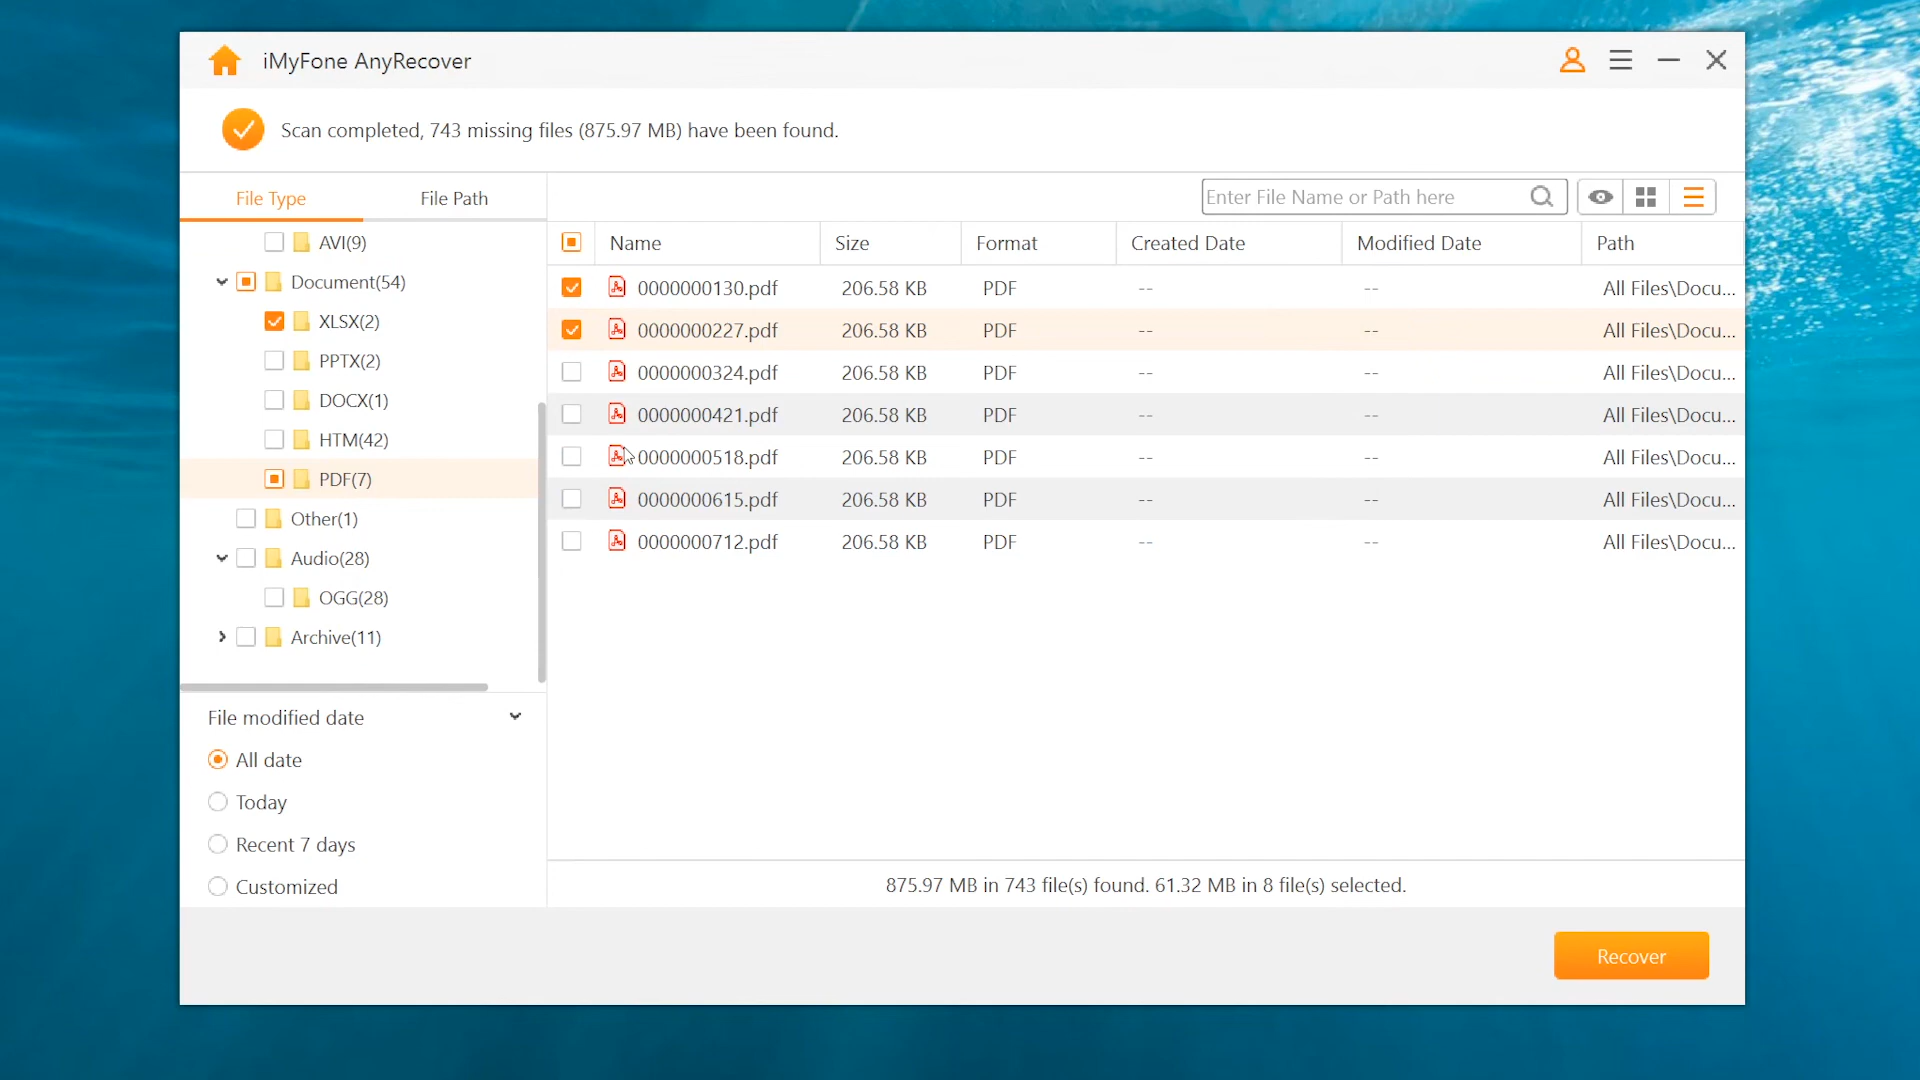 iMyFone AnyRecover
Scan completed, 743 missing files (875.97 MB) have been found.
File Type
File Path
Enter File Name or Path here
AVI(9)
Document(54)
XLSX(2)
PPTX(2)
DOCX(1)
HTM(42)
PDF(7)
Other(1)
Audio(28)
OGG(28)
Archive(11)
File modified date
All date
Today
Recent 7 days
Customized
Name Size Format Created Date Modified Date Path
0000000130.pdf 206.58 KB PDF -- -- All Files\Docu...
0000000227.pdf 206.58 KB PDF -- -- All Files\Docu...
0000000324.pdf 206.58 KB PDF -- -- All Files\Docu...
0000000421.pdf 206.58 KB PDF -- -- All Files\Docu...
0000000518.pdf 206.58 KB PDF -- -- All Files\Docu...
0000000615.pdf 206.58 KB PDF -- -- All Files\Docu...
0000000712.pdf 206.58 KB PDF -- -- All Files\Docu...
875.97 MB in 743 file(s) found. 61.32 MB in 8 file(s) selected.
Recover